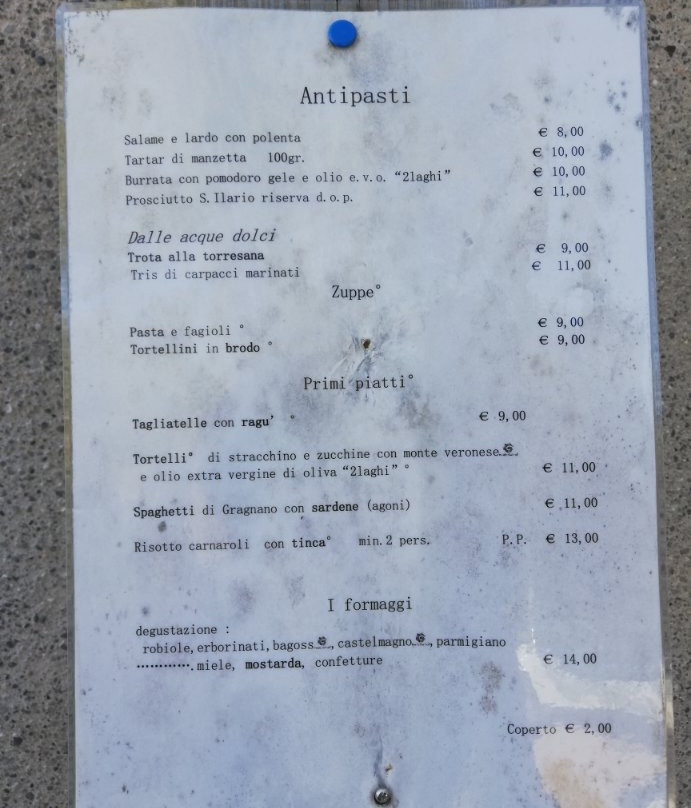 Antipasti
Salame e lardo con polenta € 8,00
Tartar di manzetta 100gr. € 10,00
Burrata con pomodoro gele e olio e.v.o. “2laghi” € 10,00
Prosciutto S.Ilario riserva d.o.p. € 11,00
Dalle acque dolci
Trota alla torresana € 9,00
Tris di carpacci marinati € 11,00
Zuppe°
Pasta e fagioli ° € 9,00
Tortellini in brodo ° € 9,00
Primi piatti°
Tagliatelle con ragu’ ° € 9,00
Tortelli° di stracchino e zucchine con monte veronese
e olio extra vergine di oliva “2laghi” ° € 11,00
Spaghetti di Gragnano con sardene (agoni) € ,11,00
Risotto carnaroli con tinca° min.2 pers. P.P. € 13,00
I formaggi
degustazione :
robiole, erborinati, bagoss, castelmagno, parmigiano
………….miele, mostarda, confetture € 14,00
Coperto € 2,00